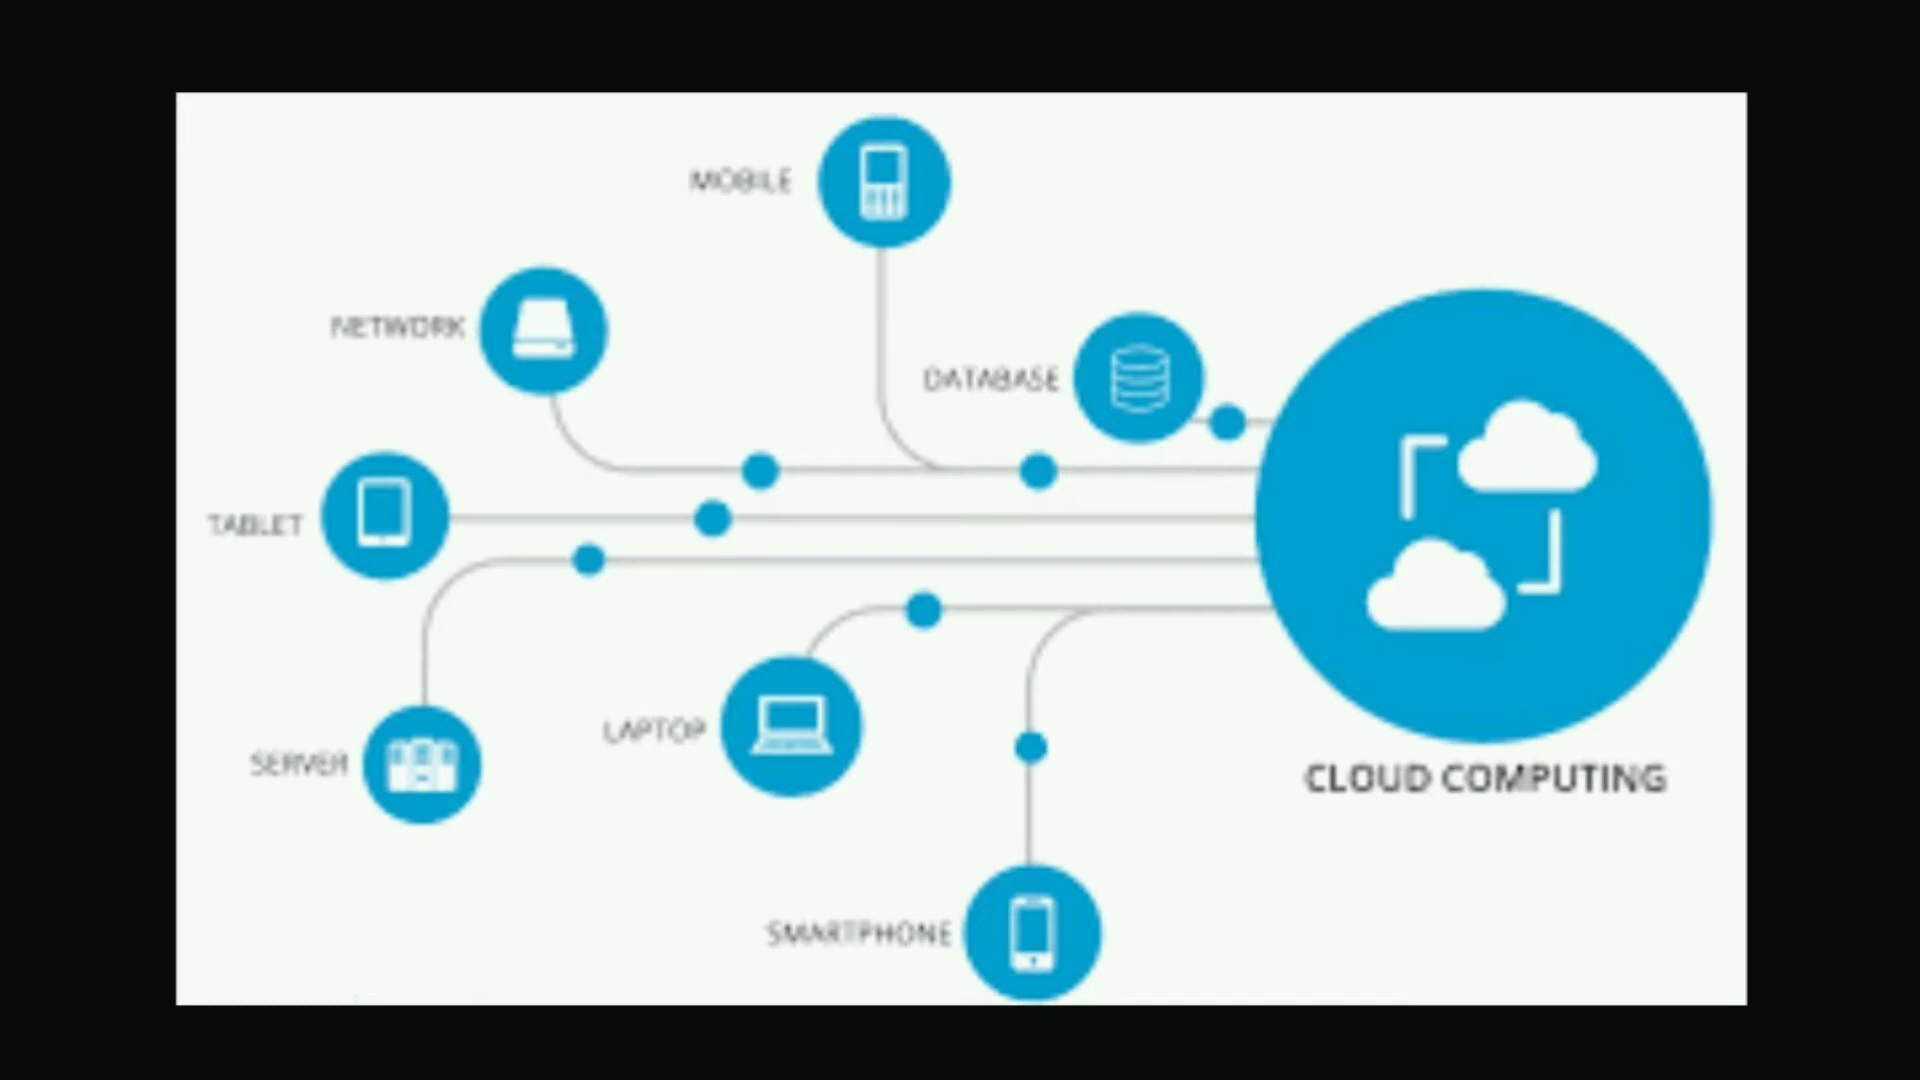 MOBILE
NETWORK
DATABASE
TABLET
LAPTOP
SERVER
CLOUD COMPUTING
SMARTPHONE